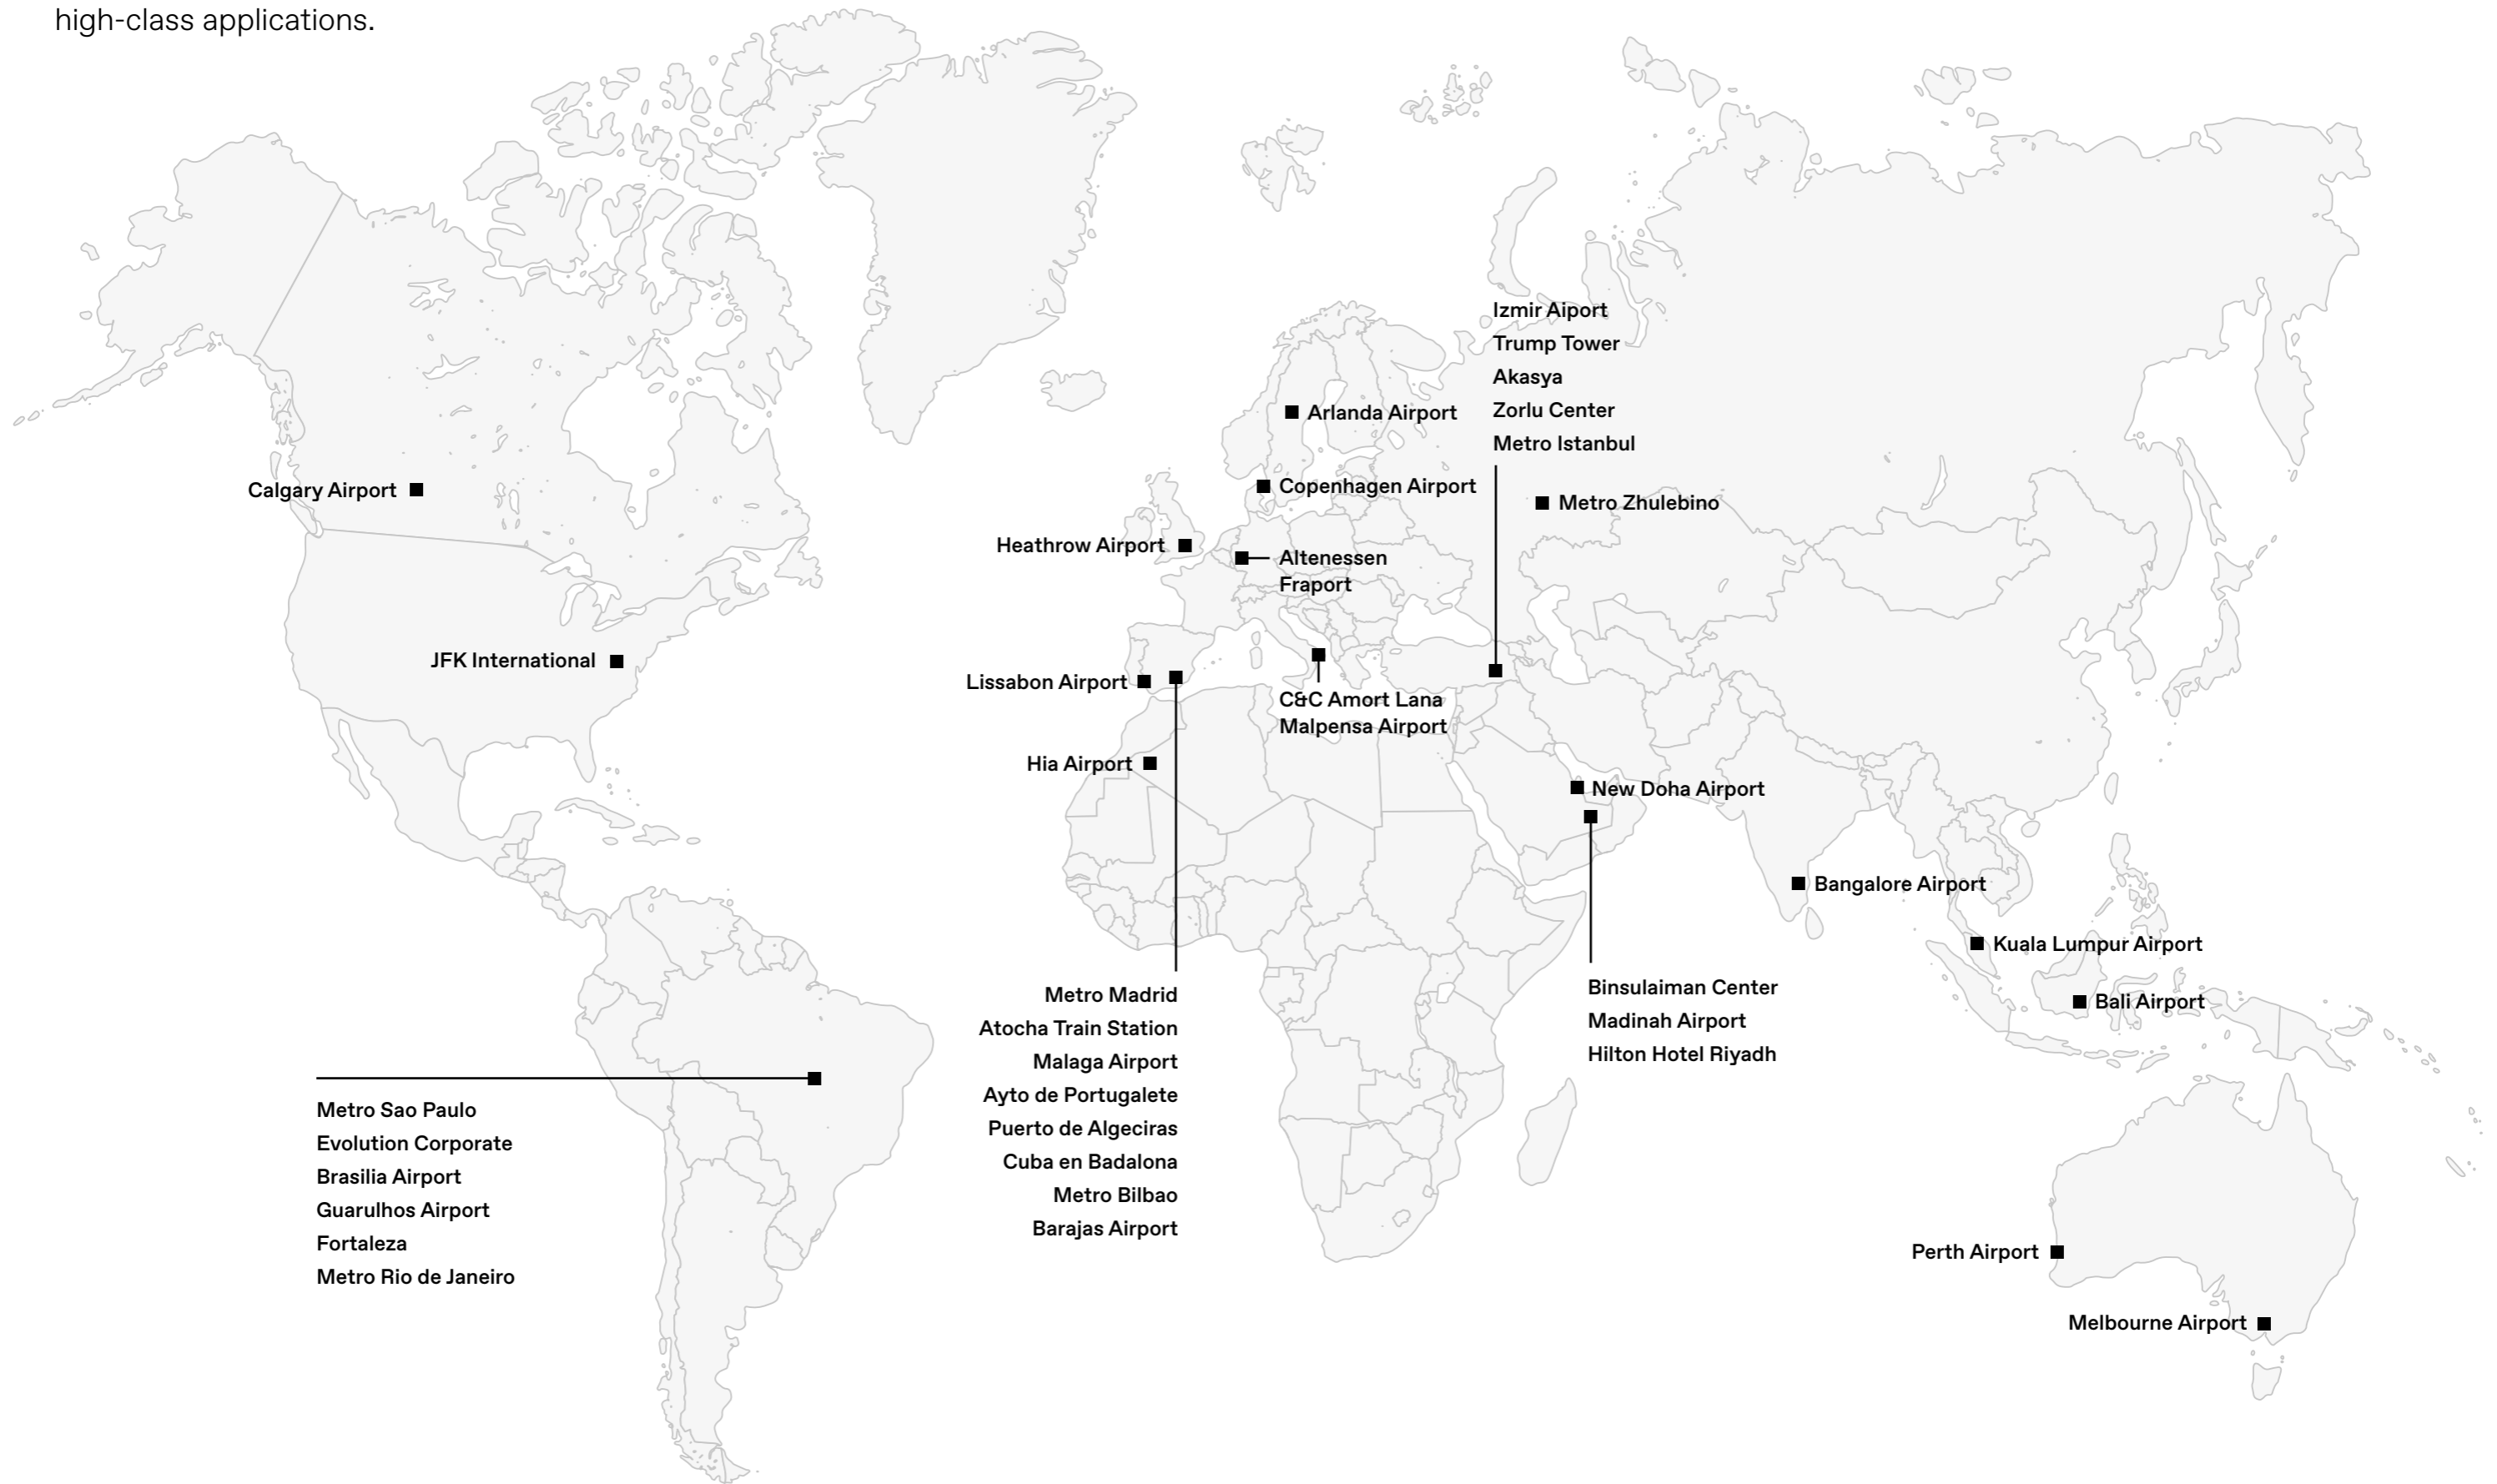 high-class applications.
Izmir Aiport
Trump Tower
Akasya
Zorlu Center
Metro Istanbul
Arlanda Airport
Calgary Airport
Copenhagen Airport
Metro Zhulebino
Heathrow Airport
Altenessen
Fraport
JFK International
Lissabon Airport
C&C Amort Lana
Malpensa Airport
Hia Airport
New Doha Airport
Bangalore Airport
Kuala Lumpur Airport
Bali Airport
Metro Madrid
Atocha Train Station
Malaga Airport
Ayto de Portugalete
Puerto de Algeciras
Cuba en Badalona
Metro Bilbao
Barajas Airport
Binsulaiman Center
Madinah Airport
Hilton Hotel Riyadh
Metro Sao Paulo
Evolution Corporate
Brasilia Airport
Guarulhos Airport
Fortaleza
Metro Rio de Janeiro
Perth Airport
Melbourne Airport